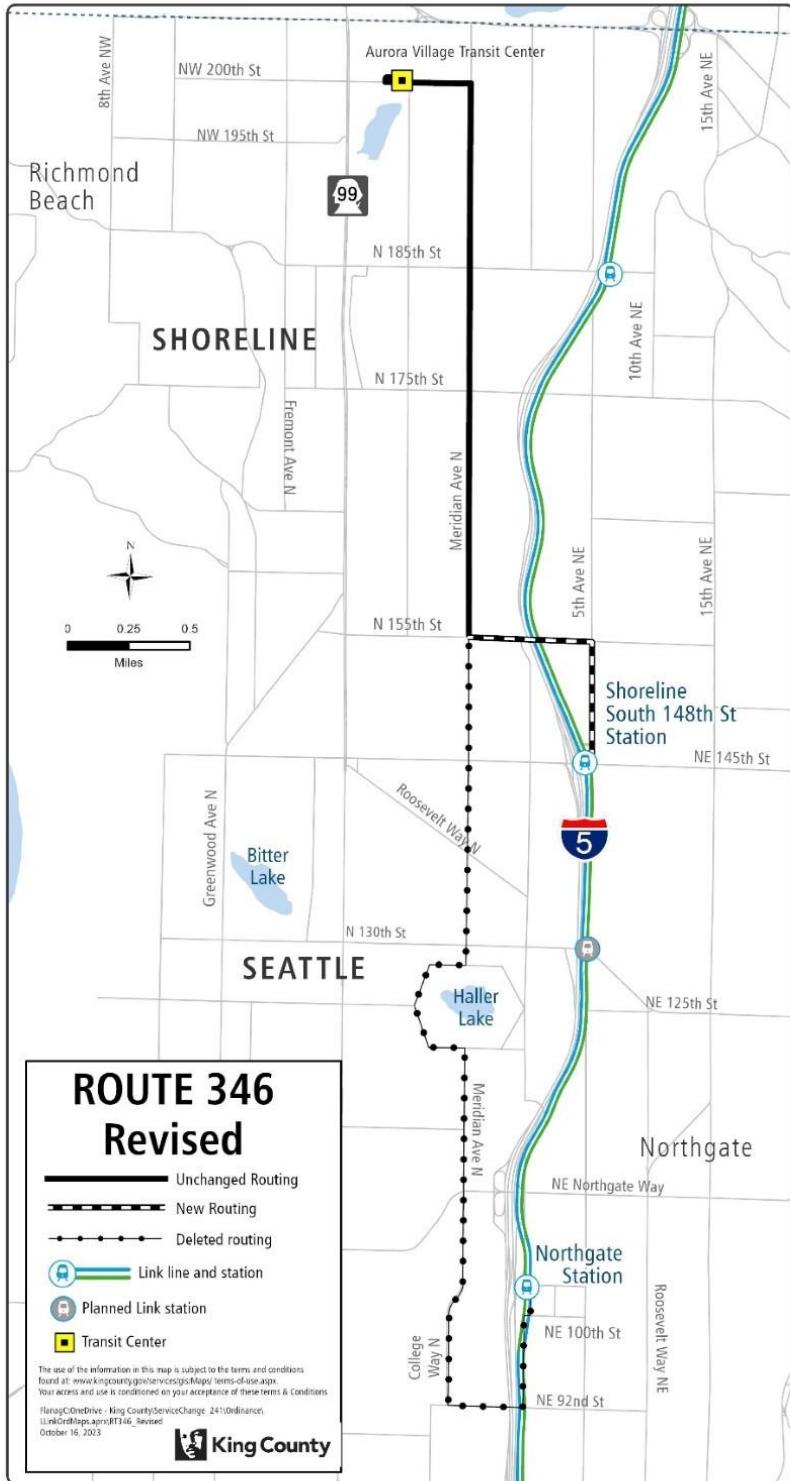 Aurora Village Transit Center
8th Ave NW
NW 200th St
15th Ave NE
NW 195th St
Richmond
Beach
99
N 185th St
10th Ave NE
SHORELINE
N 175th St
Fremont Ave N
Meridian Ave N
5th Ave NE
15th Ave NE
N
0 0.25 0.5
Miles
N 155th St
Shoreline
South 148th St
Station
NE 145th St
Roosevelt Way N
Greenwood Ave N
5
Bitter
Lake
N 130th St
SEATTLE
Haller
Lake
NE 125th St
Meridian Ave N
Northgate
NE Northgate Way
Northgate
Station
NE 100th St
Roosevelt Way NE
College
Way N
NE 92nd St
ROUTE 346
Revised
Unchanged Routing
New Routing
Deleted routing
Link line and station
Planned Link station
Transit Center
The use of the information in this map is subject to the terms and conditions
found at: www.kingcounty.gov/services/gis/Maps/ terms-of-use.aspx.
Your access and use is conditioned on your acceptance of these terms & Conditions
October 16, 2023
King County